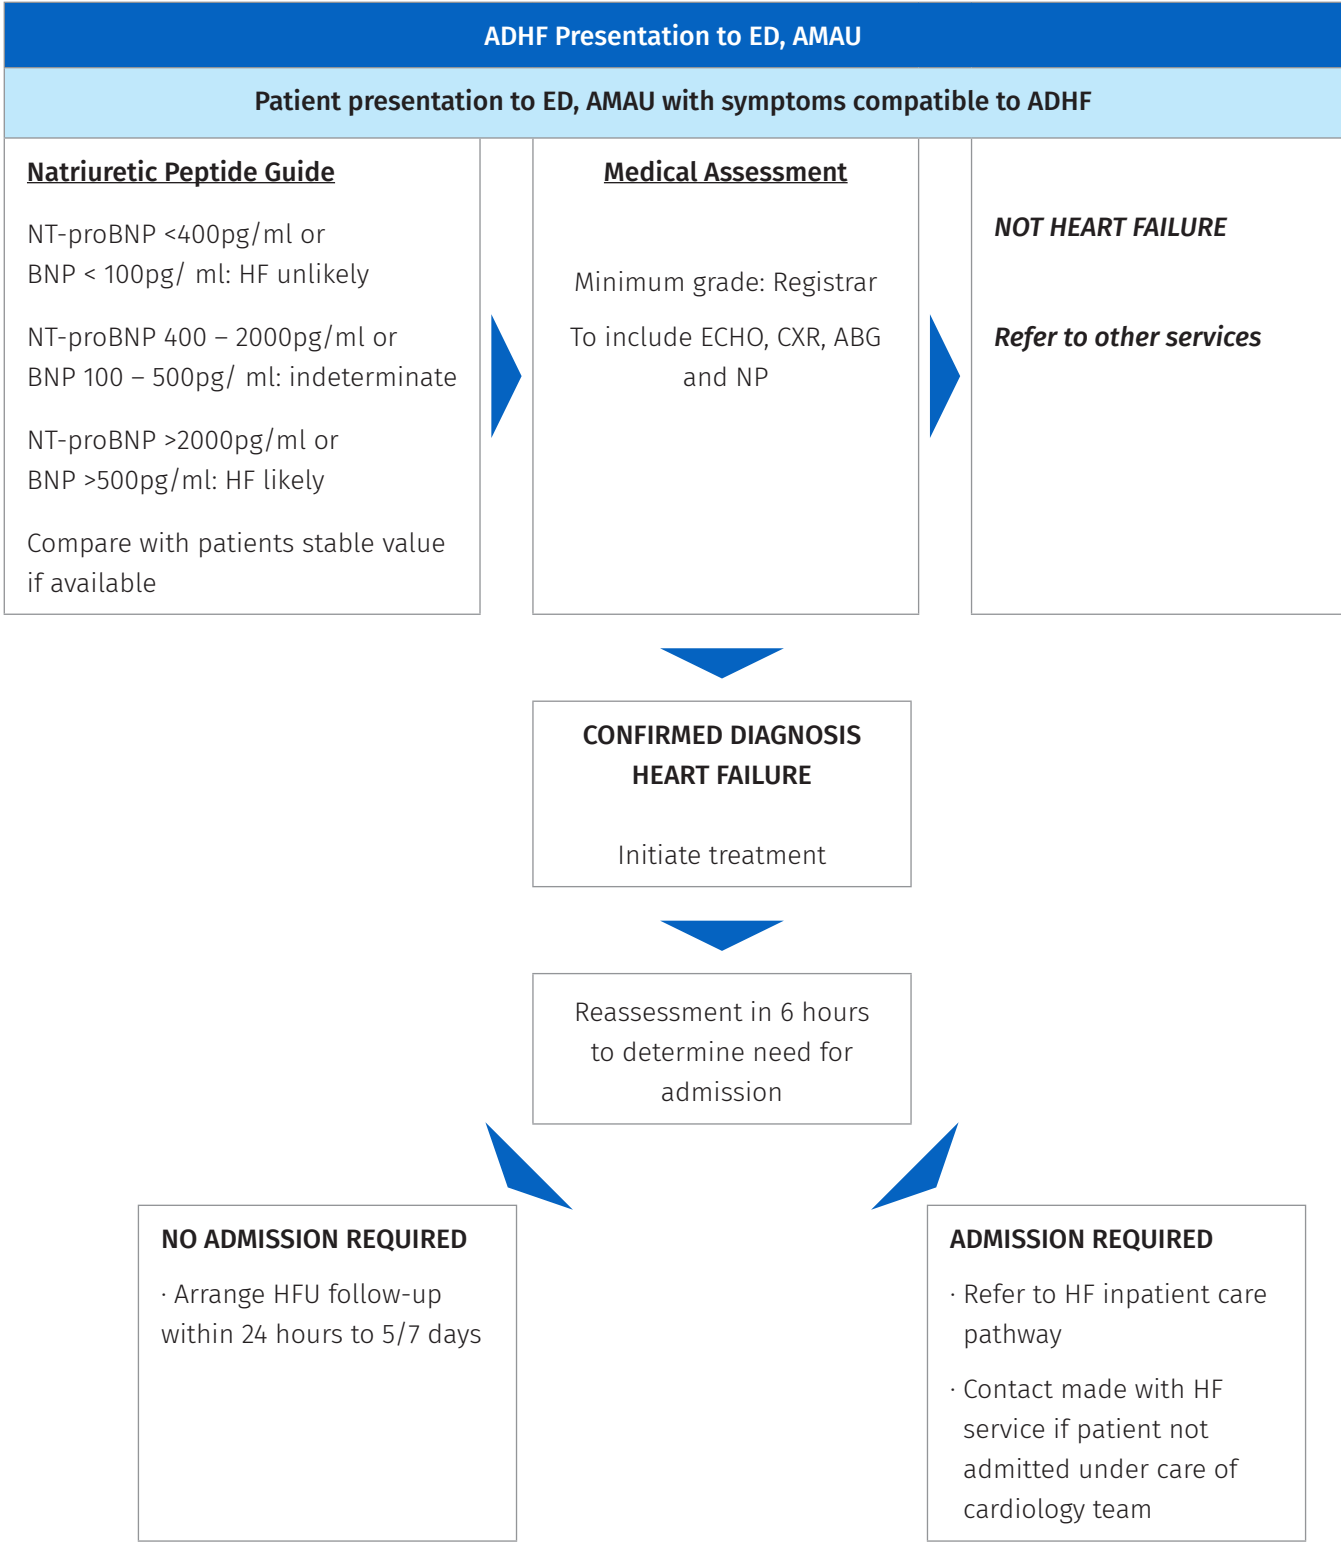 ADHF Presentation to ED, AMAU
Patient presentation to ED, AMAU with symptoms compatible to ADHF
Natriuretic Peptide Guide
NT-proBNP <400pg/ml or
BNP < 100pg/ ml: HF unlikely
NT-proBNP 400 – 2000pg/ml or
BNP 100 – 500pg/ ml: indeterminate
NT-proBNP >2000pg/ml or
BNP >500pg/ml: HF likely
Compare with patients stable value
if available
Medical Assessment
Minimum grade: Registrar
To include ECHO, CXR, ABG
and NP
NOT HEART FAILURE
Refer to other services
CONFIRMED DIAGNOSIS
HEART FAILURE
Initiate treatment
Reassessment in 6 hours
to determine need for
admission
NO ADMISSION REQUIRED
· Arrange HFU follow-up
within 24 hours to 5/7 days
ADMISSION REQUIRED
· Refer to HF inpatient care
pathway
· Contact made with HF
service if patient not
admitted under care of
cardiology team